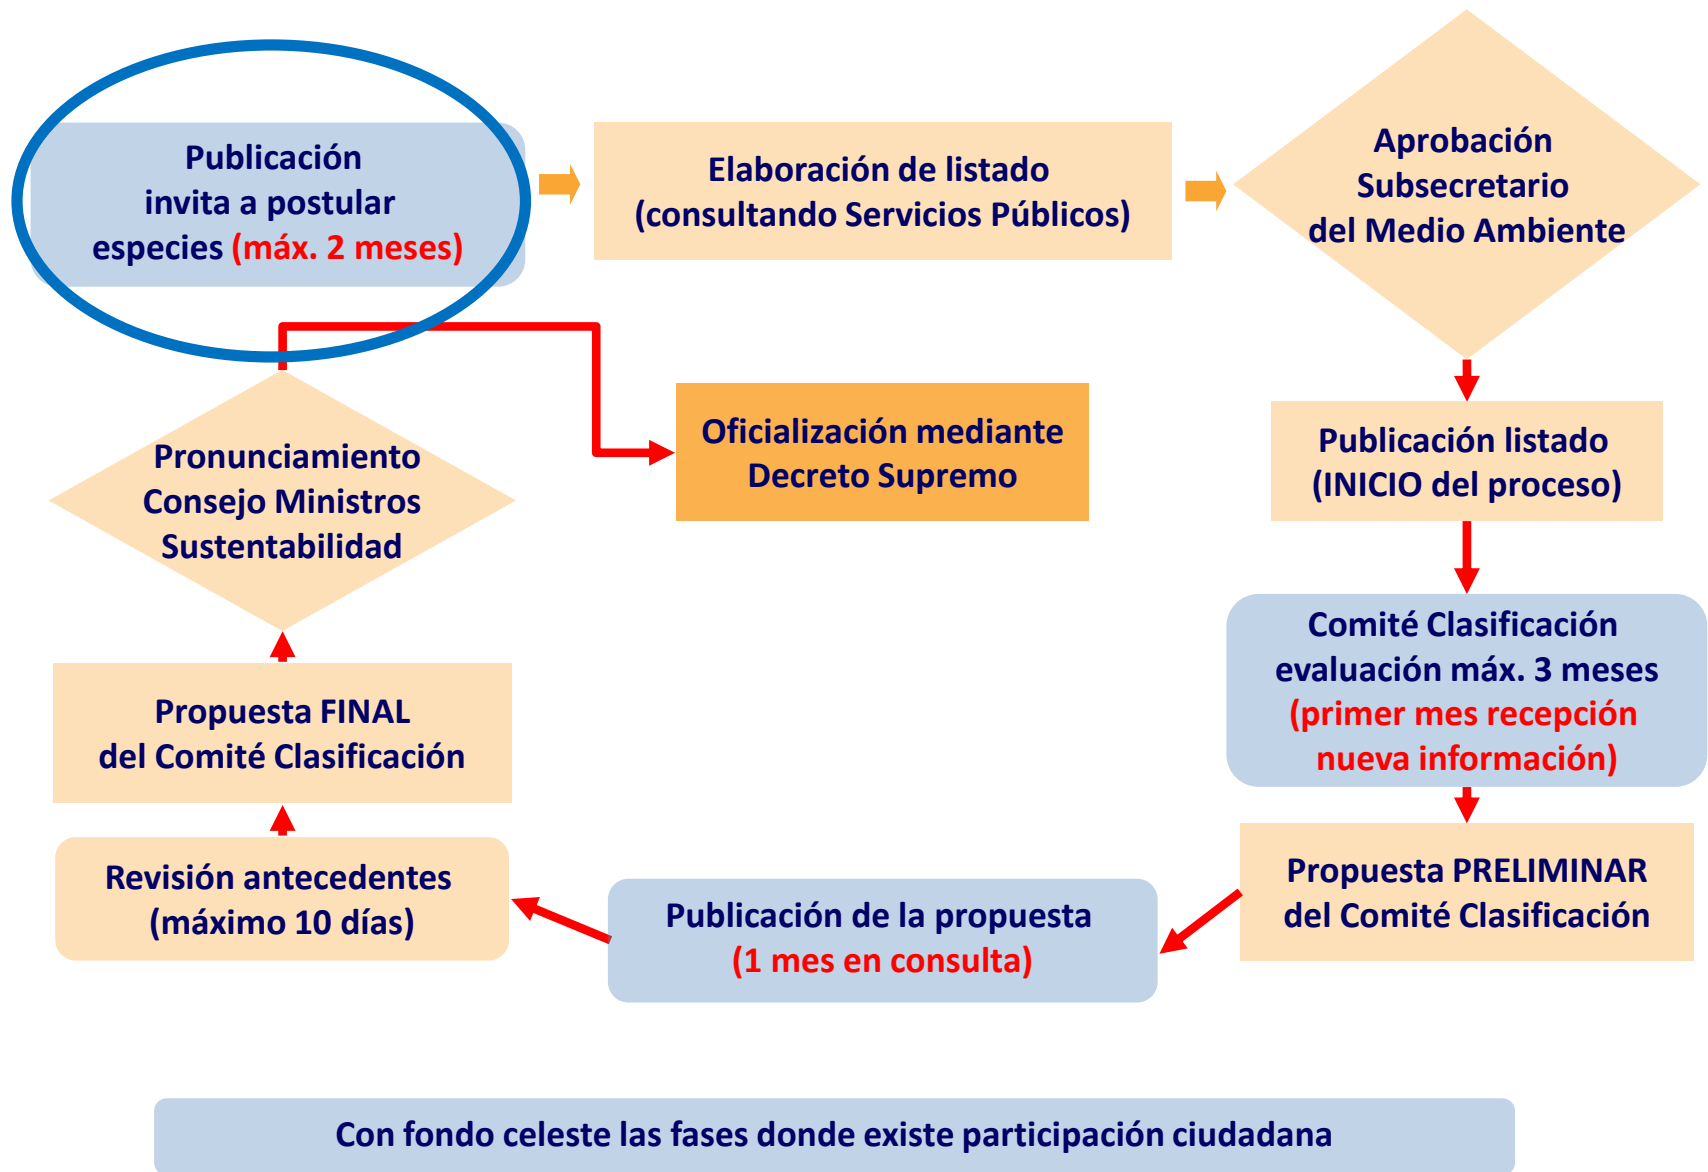 Publicación
invita a postular
especies (máx. 2 meses)
Elaboración de listado
(consultando Servicios Públicos)
Aprobación
Subsecretario
del Medio Ambiente
Publicación listado
(INICIO del proceso)
Comité Clasificación
evaluación máx. 3 meses
(primer mes recepción
nueva información)
Propuesta PRELIMINAR
del Comité Clasificación
Publicación de la propuesta
(1 mes en consulta)
Revisión antecedentes
(máximo 10 días)
Propuesta FINAL
del Comité Clasificación
Pronunciamiento
Consejo Ministros
Sustentabilidad
Oficialización mediante
Decreto Supremo
Con fondo celeste las fases donde existe participación ciudadana